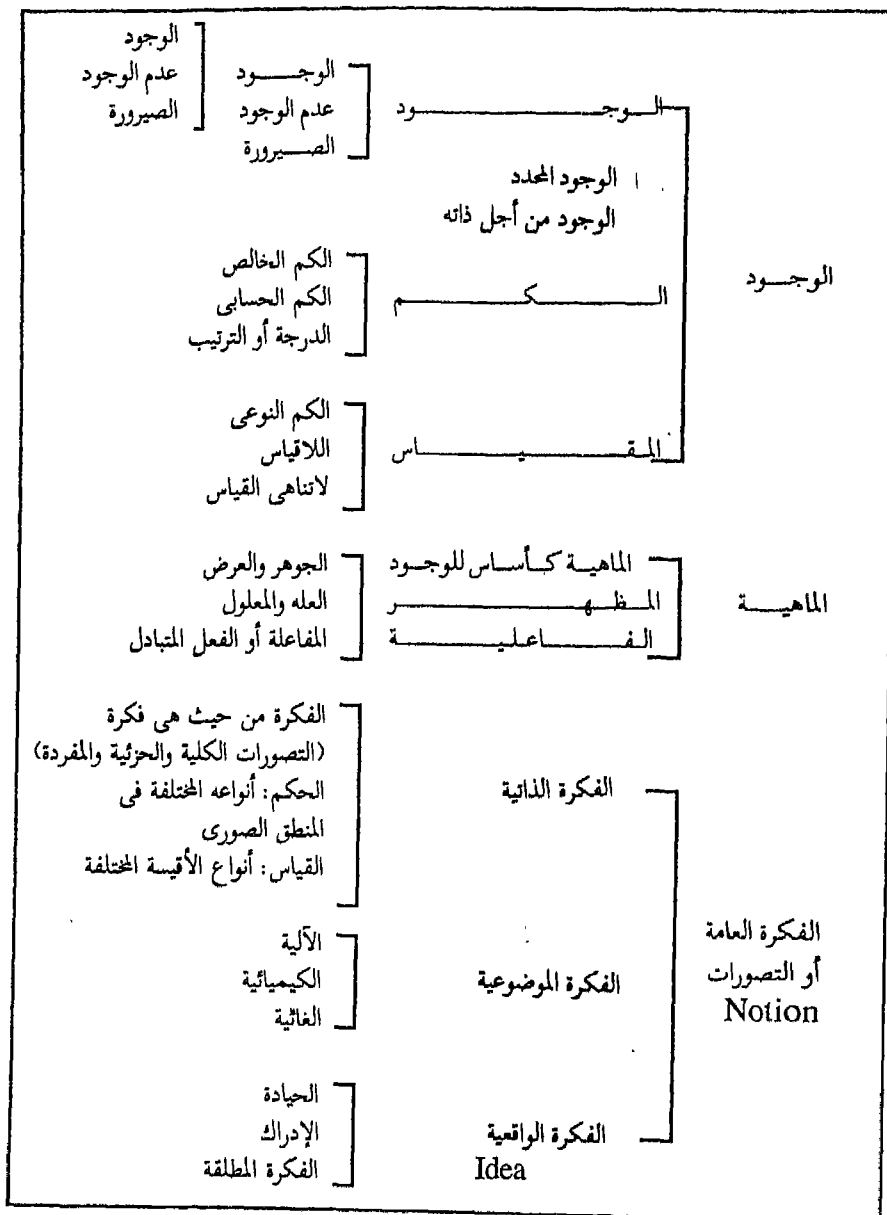 الوجود
عدم الوجود
الصيرورة
الوجود
عدم الوجود
الصيرورة
الوجود
الوجود المحدد
الوجود من أجل ذاته
الوجود
الكم
الكم الخالص
الكم الحسابى
الدرجة أو الترتيب
المقياس
الكم النوعى
اللاقياس
لاتناهى القياس
الماهية
الماهية كأساس للوجود
المظهر
الفاعلية
الجوهر والعرض
العله والمعلول
المفاعلة أو الفعل المتبادل
الفكرة العامة
أو التصورات
Notion
الفكرة الذاتية
الفكرة من حيث هى فكرة
(التصورات الكلية والحزئية والمفردة)
الحكم: أنواعه المختلفة فى
المنطق الصورى
القياس: أنواع الأقيسة المختلفة
الفكرة الموضوعية
الآلية
الكيميائية
الغائية
الفكرة الواقعية
Idea
الحيادة
الإدراك
الفكرة المطلقة